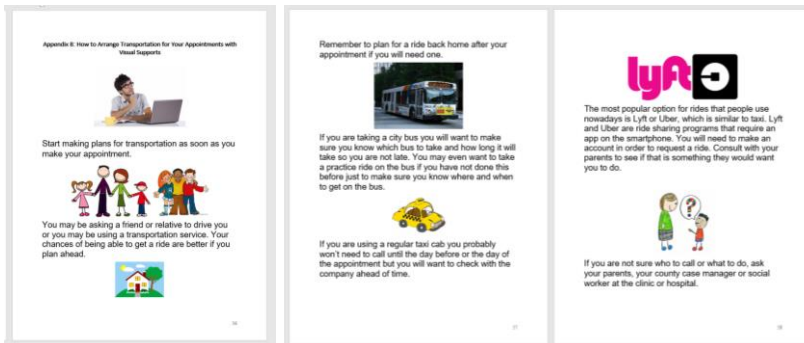 Appendix B: How to Arrange Transportation for Your Appointments with
Visual Supports
Start making plans for transportation as soon as you
make your appointment.
You may be asking a friend or relative to drive you
or you may be using a transportation service. Your
chances of being able to get a ride are better if you
plan ahead.
Remember to plan for a ride back home after your
appointment if you will need one.
If you are taking a city bus you will want to make
sure you know which bus to take and how long it will
take so you are not late. You may even want to take
a practice ride on the bus if you have not done this
before just to make sure you know where and when
to get on the bus.
If you are using a regular taxi cab you probably
won't need to call until the day before or the day of
the appointment but you will want to check with the
company ahead of time.
lyft
The most popular option for rides that people use
nowadays is Lyft or Uber, which is similar to taxi. Lyft
and Uber are ride sharing programs that require an
app on the smartphone. You will need to make an
account in order to request a ride. Consult with your
parents to see if that is something they would want
you to do.
?
If you are not sure who to call or what to do, ask
your parents, your county case manager or social
worker at the clinic or hospital.